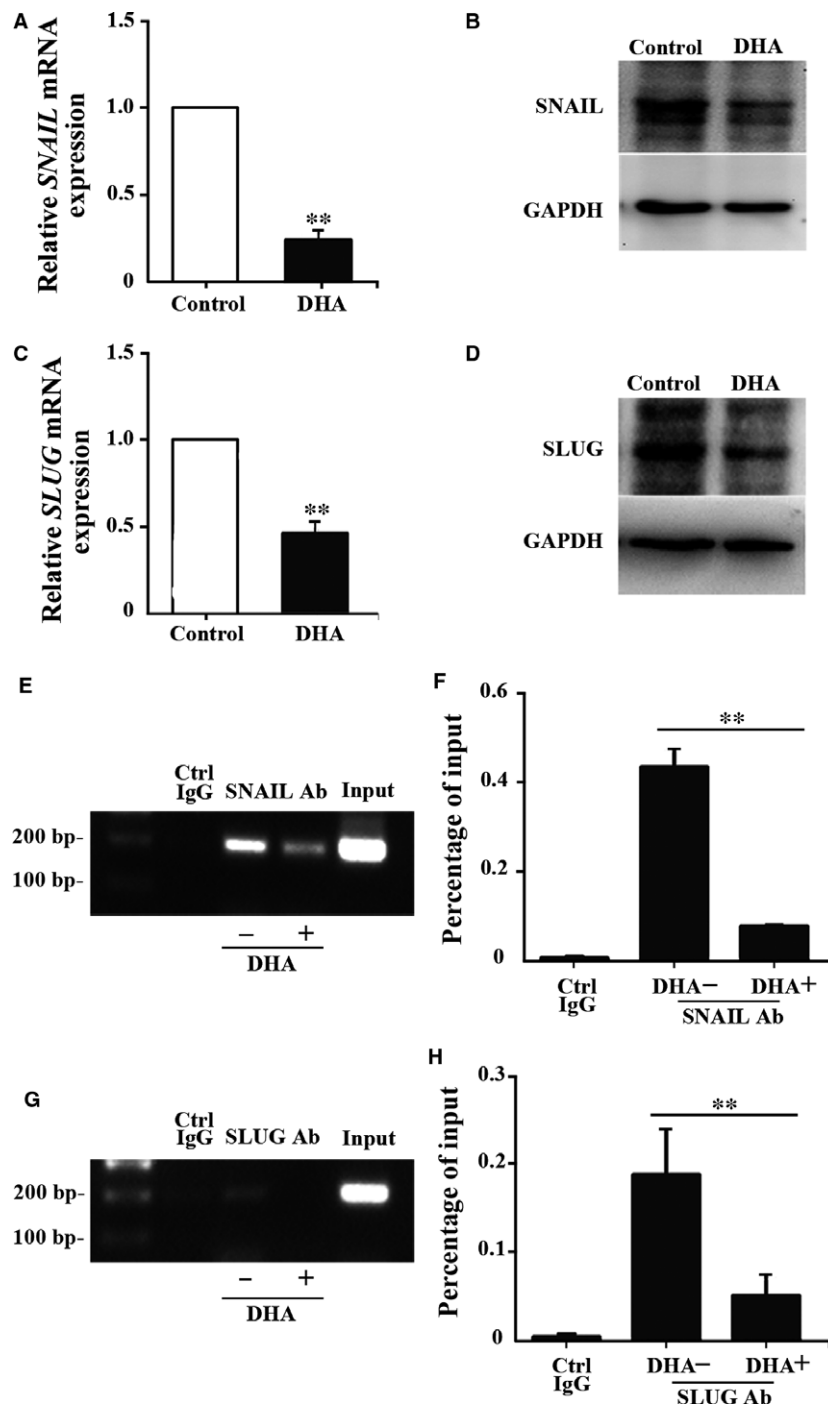 A
Relative SNAIL mRNA
expression
1.5
1.0
0.5
0
**
Control DHA
B
Control DHA
SNAIL
GAPDH
C
Relative SLUG mRNA
expression
1.5
1.0
0.5
0
**
Control DHA
D
Control DHA
SLUG
GAPDH
E
Ctrl
IgG SNAIL Ab Input
200 bp-
100 bp-
− +
DHA
F
Percentage of input
0.6
0.4
0.2
0
**
Ctrl
IgG
DHA− DHA+
SNAIL Ab
G
Ctrl
IgG SLUG Ab Input
200 bp-
100 bp-
− +
DHA
H
Percentage of input
0.3
0.2
0.1
0
**
Ctrl
IgG
DHA− DHA+
SLUG Ab